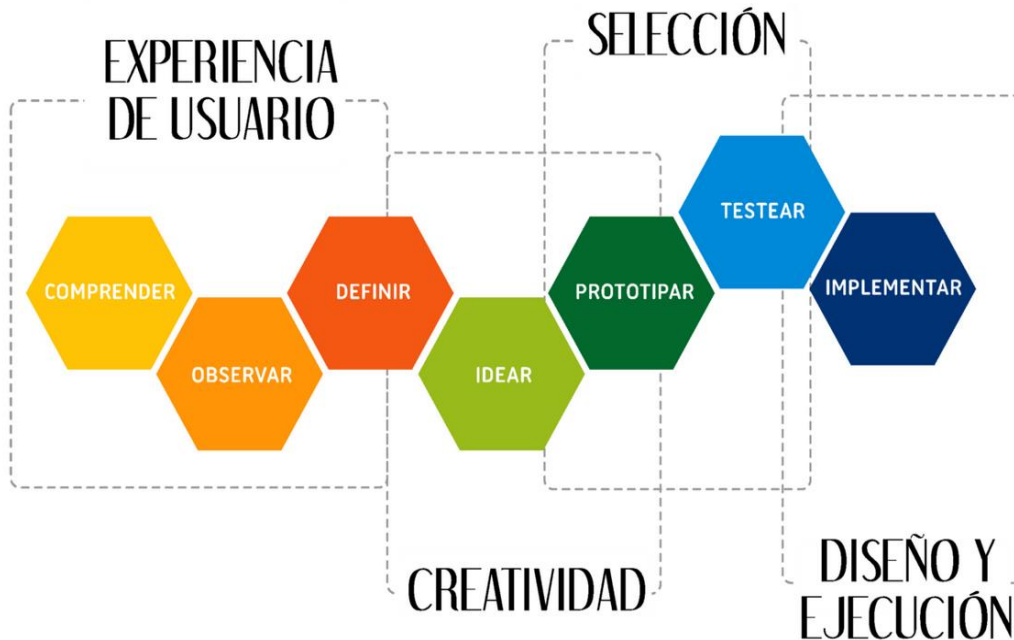 EXPERIENCIA
DE USUARIO
SELECCIÓN
COMPRENDER
OBSERVAR
DEFINIR
IDEAR
PROTOTIPAR
TESTEAR
IMPLEMENTAR
CREATIVIDAD
DISEÑO Y
EJECUCIÓN